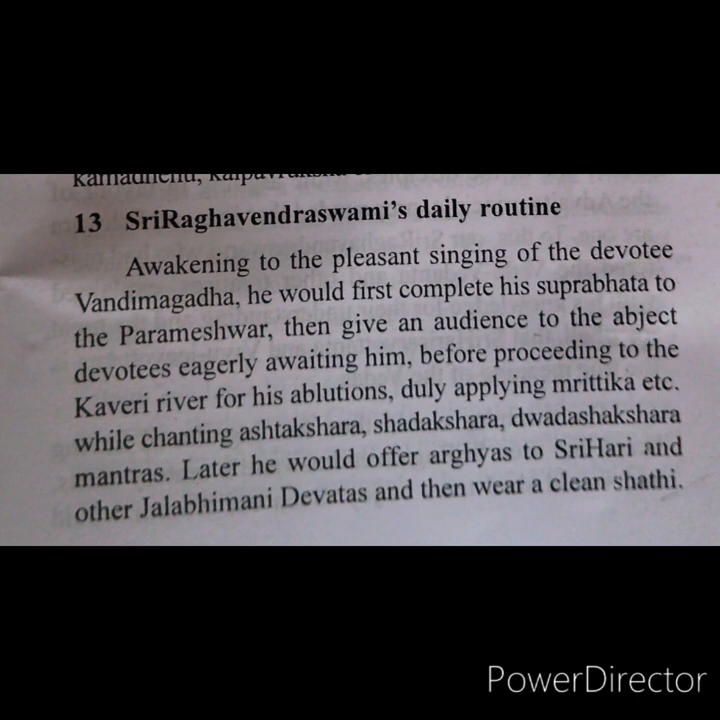 kamadhenu,
13 SriRaghavendraswami's daily routine
Awakening to the pleasant singing of the devotee
Vandimagadha, he would first complete his suprabhata to
the Parameshwar, then give an audience to the abject
devotees eagerly awaiting him, before proceeding to the
Kaveri river for his ablutions, duly applying mrittika etc.
while chanting ashtakshara, shadakshara, dwadashakshara
mantras. Later he would offer arghyas to SriHari and
other Jalabhimani Devatas and then wear a clean shathi.
PowerDirector